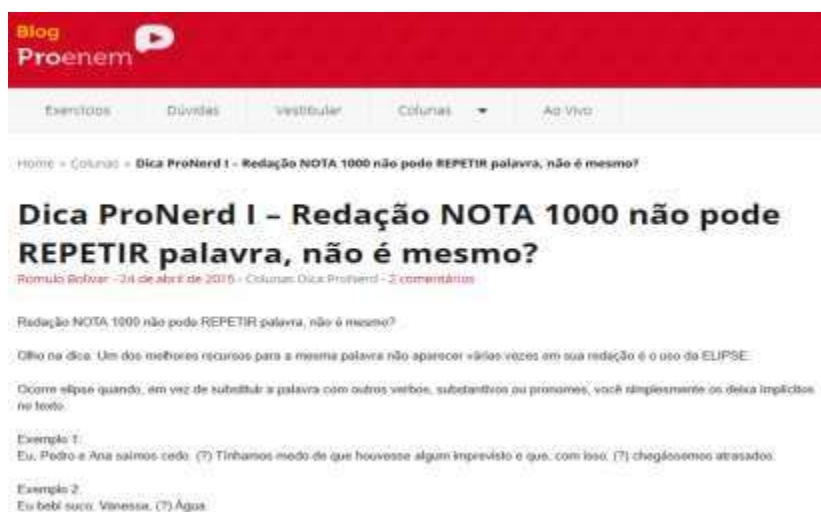 Blog
Proenem
Exercícios Dúvidas Vestibular Colunas Ao Vivo
Home » Colunas » Dica ProNerd I – Redação NOTA 1000 não pode REPETIR palavra, não é mesmo?
Dica ProNerd I – Redação NOTA 1000 não pode
REPETIR palavra, não é mesmo?
Romulo Bolivar - 24 de abril de 2015 - Colunas Dica ProNerd - 2 comentários
Redação NOTA 1000 não pode REPETIR palavra, não é mesmo?
Olho na dica: Um dos melhores recursos para a mesma palavra não aparecer várias vezes em sua redação é o uso da ELIPSE.
Ocorre elipse quando, em vez de substituir a palavra com outros verbos, substantivos ou pronomes, você simplesmente os deixa implícitos
no texto.
Exemplo 1:
Eu, Pedro e Ana saímos cedo. (?) Tínhamos medo de que houvesse algum imprevisto e que, com isso, (?) chegássemos atrasados.
Exemplo 2:
Eu bebi suco. Vanessa, (?) Água.